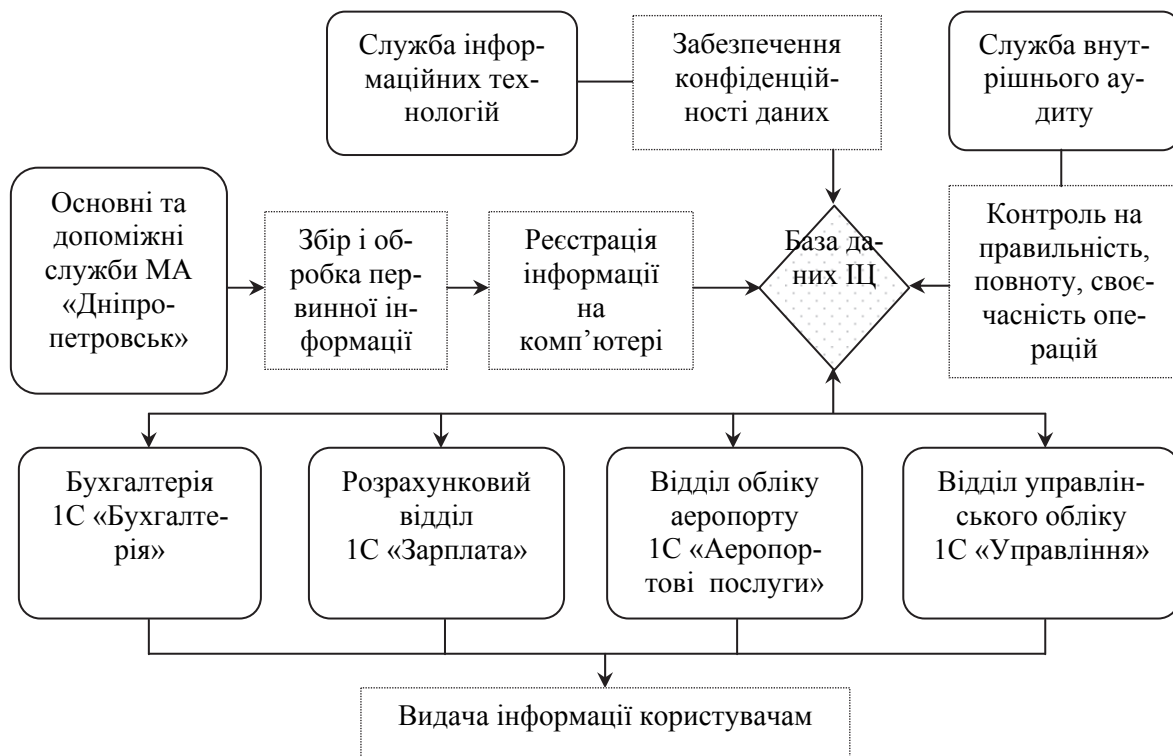 Служба інфор-
маційних тех-
нологій
Забезпечення
конфіденцій-
ності даних
Служба внут-
рішнього ау-
диту
Основні та
допоміжні
служби МА
«Дніпро-
петровськ»
Збір і об-
робка пер-
винної ін-
формації
Реєстрація
інформації
на
комп’ютері
База да-
них ІЩ
Контроль на
правильність,
повноту, своє-
часність опе-
рацій
Бухгалтерія
1С «Бухгалте-
рія»
Розрахунковий
відділ
1С «Зарплата»
Відділ обліку
аеропорту
1С «Аеропор-
тові послуги»
Відділ управлін-
ського обліку
1С «Управління»
Видача інформації користувачам